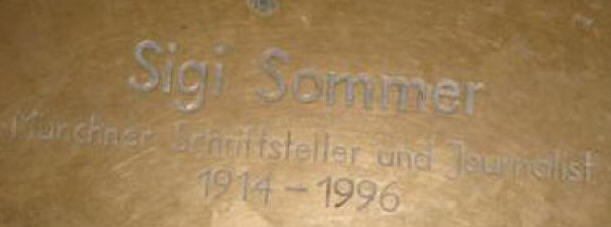 Sigi Sommer
Münchner Schriftsteller und Journalist
1914 – 1996